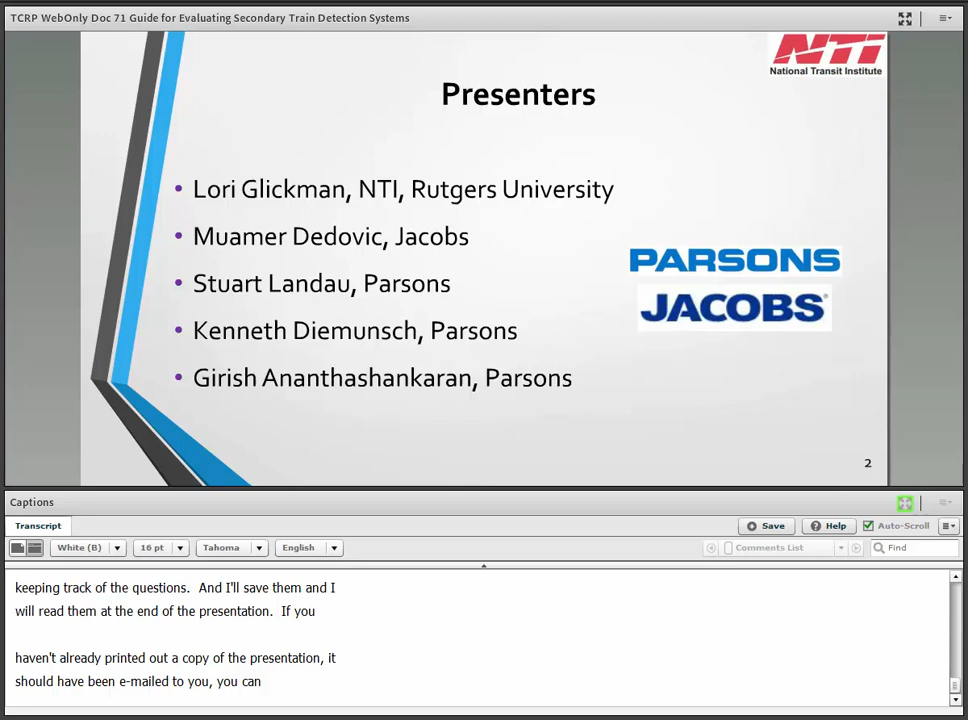 TCRP WebOnly Doc 71 Guide for Evaluating Secondary Train Detection Systems
NTI
National Transit Institute
Presenters
• Lori Glickman, NTI, Rutgers University
• Muamer Dedovic, Jacobs
• Stuart Landau, Parsons
• Kenneth Diemunsch, Parsons
• Girish Ananthashankaran, Parsons
PARSONS
JACOBS®
2
Captions
Transcript
Save
Help
Auto-Scroll
White (B)
16 pt
Tahoma
English
Comments List
Find
keeping track of the questions.  And I'll save them and I
will read them at the end of the presentation.  If you
haven't already printed out a copy of the presentation, it
should have been e-mailed to you, you can